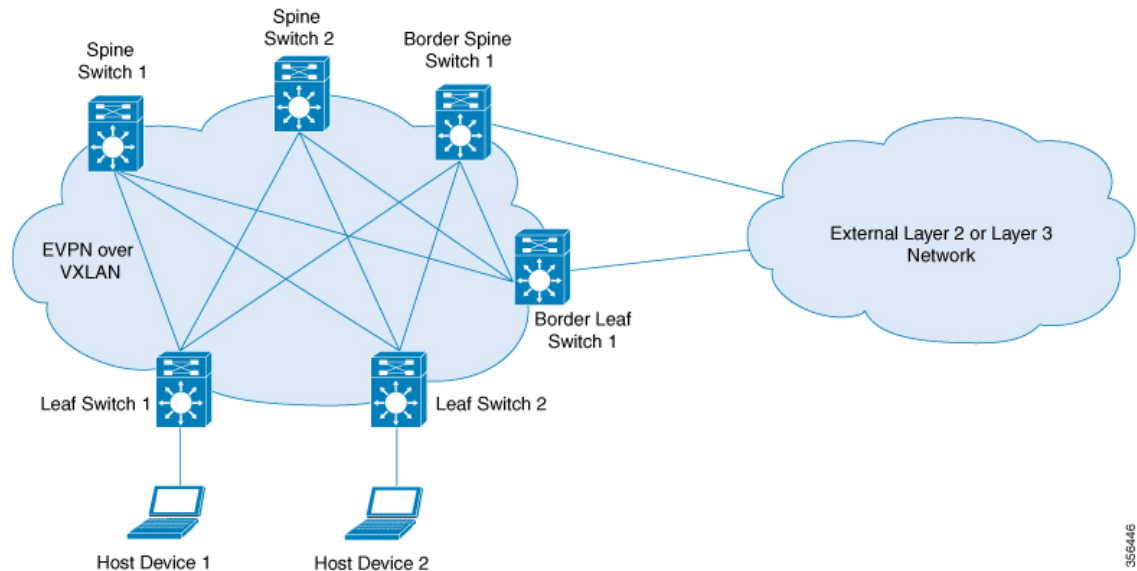 Spine
Switch 1
Spine
Switch 2
Border Spine
Switch 1
EVPN over
VXLAN
External Layer 2 or Layer 3
Network
Border Leaf
Switch 1
Leaf Switch 1
Leaf Switch 2
Host Device 1
Host Device 2
356446